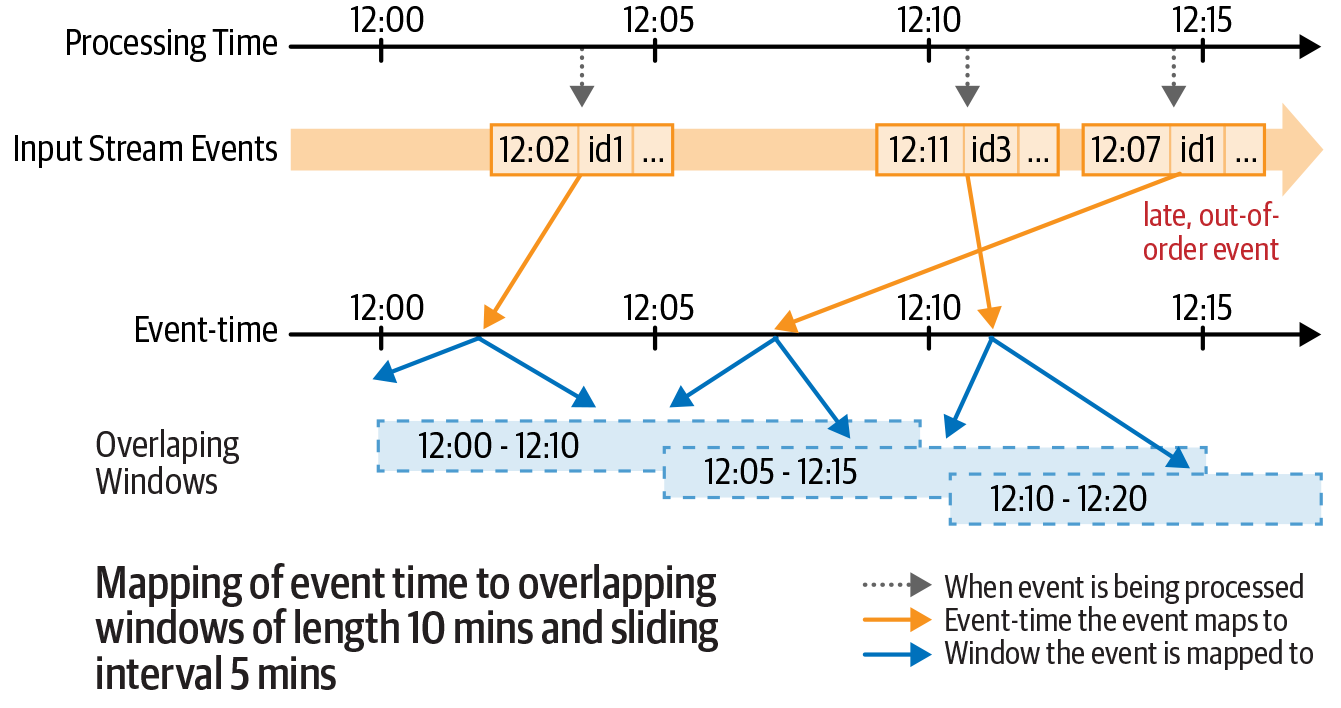 12:00 12:05 12:10 12:15
Processing Time
Input Stream Events
12:02 id1 ...
12:11 id3 ...
12:07 id1 ...
late, out-of-
order event
12:00 12:05 12:10 12:15
Event-time
Overlaping
Windows
12:00 - 12:10
12:05 - 12:15
12:10 - 12:20
Mapping of event time to overlapping
windows of length 10 mins and sliding
interval 5 mins
When event is being processed
Event-time the event maps to
Window the event is mapped to